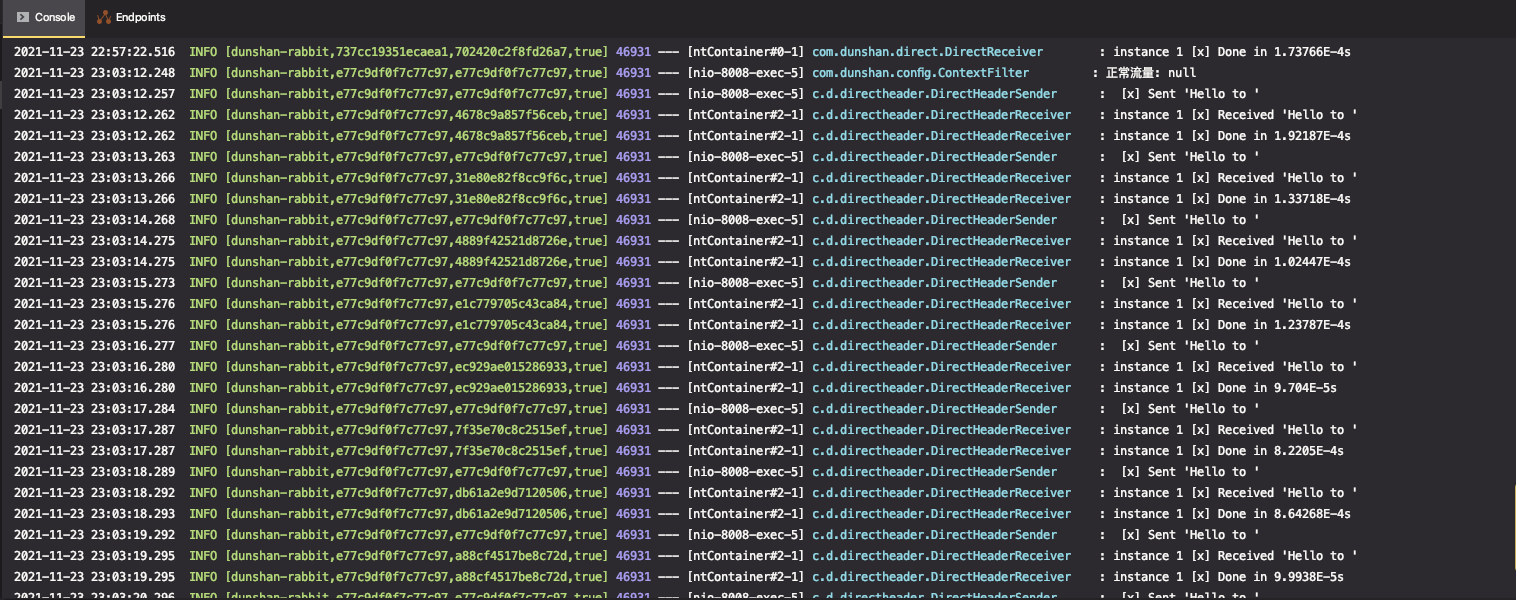 Console Endpoints
2021-11-23 22:57:22.516 INFO [dunshan-rabbit,737cc19351ecaea1,702420c2f8fd26a7,true] 46931 --- [ntContainer#0-1] com.dunshan.direct.DirectReceiver : instance 1 [x] Done in 1.73766E-4s
2021-11-23 23:03:12.248 INFO [dunshan-rabbit,e77c9df0f7c77c97,e77c9df0f7c77c97,true] 46931 --- [nio-8008-exec-5] com.dunshan.config.ContextFilter : 正常流量: null
2021-11-23 23:03:12.257 INFO [dunshan-rabbit,e77c9df0f7c77c97,e77c9df0f7c77c97,true] 46931 --- [nio-8008-exec-5] c.d.directheader.DirectHeaderSender : [x] Sent 'Hello to '
2021-11-23 23:03:12.262 INFO [dunshan-rabbit,e77c9df0f7c77c97,4678c9a857f56ceb,true] 46931 --- [ntContainer#2-1] c.d.directheader.DirectHeaderReceiver : instance 1 [x] Received 'Hello to '
2021-11-23 23:03:12.262 INFO [dunshan-rabbit,e77c9df0f7c77c97,4678c9a857f56ceb,true] 46931 --- [ntContainer#2-1] c.d.directheader.DirectHeaderReceiver : instance 1 [x] Done in 1.92187E-4s
2021-11-23 23:03:13.263 INFO [dunshan-rabbit,e77c9df0f7c77c97,e77c9df0f7c77c97,true] 46931 --- [nio-8008-exec-5] c.d.directheader.DirectHeaderSender : [x] Sent 'Hello to '
2021-11-23 23:03:13.266 INFO [dunshan-rabbit,e77c9df0f7c77c97,31e80e82f8cc9f6c,true] 46931 --- [ntContainer#2-1] c.d.directheader.DirectHeaderReceiver : instance 1 [x] Received 'Hello to '
2021-11-23 23:03:13.266 INFO [dunshan-rabbit,e77c9df0f7c77c97,31e80e82f8cc9f6c,true] 46931 --- [ntContainer#2-1] c.d.directheader.DirectHeaderReceiver : instance 1 [x] Done in 1.33718E-4s
2021-11-23 23:03:14.268 INFO [dunshan-rabbit,e77c9df0f7c77c97,e77c9df0f7c77c97,true] 46931 --- [nio-8008-exec-5] c.d.directheader.DirectHeaderSender : [x] Sent 'Hello to '
2021-11-23 23:03:14.275 INFO [dunshan-rabbit,e77c9df0f7c77c97,4889f42521d8726e,true] 46931 --- [ntContainer#2-1] c.d.directheader.DirectHeaderReceiver : instance 1 [x] Received 'Hello to '
2021-11-23 23:03:14.275 INFO [dunshan-rabbit,e77c9df0f7c77c97,4889f42521d8726e,true] 46931 --- [ntContainer#2-1] c.d.directheader.DirectHeaderReceiver : instance 1 [x] Done in 1.02447E-4s
2021-11-23 23:03:15.273 INFO [dunshan-rabbit,e77c9df0f7c77c97,e77c9df0f7c77c97,true] 46931 --- [nio-8008-exec-5] c.d.directheader.DirectHeaderSender : [x] Sent 'Hello to '
2021-11-23 23:03:15.276 INFO [dunshan-rabbit,e77c9df0f7c77c97,e1c779705c43ca84,true] 46931 --- [ntContainer#2-1] c.d.directheader.DirectHeaderReceiver : instance 1 [x] Received 'Hello to '
2021-11-23 23:03:15.276 INFO [dunshan-rabbit,e77c9df0f7c77c97,e1c779705c43ca84,true] 46931 --- [ntContainer#2-1] c.d.directheader.DirectHeaderReceiver : instance 1 [x] Done in 1.23787E-4s
2021-11-23 23:03:16.277 INFO [dunshan-rabbit,e77c9df0f7c77c97,e77c9df0f7c77c97,true] 46931 --- [nio-8008-exec-5] c.d.directheader.DirectHeaderSender : [x] Sent 'Hello to '
2021-11-23 23:03:16.280 INFO [dunshan-rabbit,e77c9df0f7c77c97,ec929ae015286933,true] 46931 --- [ntContainer#2-1] c.d.directheader.DirectHeaderReceiver : instance 1 [x] Received 'Hello to '
2021-11-23 23:03:16.280 INFO [dunshan-rabbit,e77c9df0f7c77c97,ec929ae015286933,true] 46931 --- [ntContainer#2-1] c.d.directheader.DirectHeaderReceiver : instance 1 [x] Done in 9.704E-5s
2021-11-23 23:03:17.284 INFO [dunshan-rabbit,e77c9df0f7c77c97,e77c9df0f7c77c97,true] 46931 --- [nio-8008-exec-5] c.d.directheader.DirectHeaderSender : [x] Sent 'Hello to '
2021-11-23 23:03:17.287 INFO [dunshan-rabbit,e77c9df0f7c77c97,7f35e70c8c2515ef,true] 46931 --- [ntContainer#2-1] c.d.directheader.DirectHeaderReceiver : instance 1 [x] Received 'Hello to '
2021-11-23 23:03:17.287 INFO [dunshan-rabbit,e77c9df0f7c77c97,7f35e70c8c2515ef,true] 46931 --- [ntContainer#2-1] c.d.directheader.DirectHeaderReceiver : instance 1 [x] Done in 8.2205E-4s
2021-11-23 23:03:18.289 INFO [dunshan-rabbit,e77c9df0f7c77c97,e77c9df0f7c77c97,true] 46931 --- [nio-8008-exec-5] c.d.directheader.DirectHeaderSender : [x] Sent 'Hello to '
2021-11-23 23:03:18.292 INFO [dunshan-rabbit,e77c9df0f7c77c97,db61a2e9d7120506,true] 46931 --- [ntContainer#2-1] c.d.directheader.DirectHeaderReceiver : instance 1 [x] Received 'Hello to '
2021-11-23 23:03:18.293 INFO [dunshan-rabbit,e77c9df0f7c77c97,db61a2e9d7120506,true] 46931 --- [ntContainer#2-1] c.d.directheader.DirectHeaderReceiver : instance 1 [x] Done in 8.64268E-4s
2021-11-23 23:03:19.292 INFO [dunshan-rabbit,e77c9df0f7c77c97,e77c9df0f7c77c97,true] 46931 --- [nio-8008-exec-5] c.d.directheader.DirectHeaderSender : [x] Sent 'Hello to '
2021-11-23 23:03:19.295 INFO [dunshan-rabbit,e77c9df0f7c77c97,a88cf4517be8c72d,true] 46931 --- [ntContainer#2-1] c.d.directheader.DirectHeaderReceiver : instance 1 [x] Received 'Hello to '
2021-11-23 23:03:19.295 INFO [dunshan-rabbit,e77c9df0f7c77c97,a88cf4517be8c72d,true] 46931 --- [ntContainer#2-1] c.d.directheader.DirectHeaderReceiver : instance 1 [x] Done in 9.9938E-5s
2021-11-23 23:03:20.296 INFO [dunshan-rabbit,e77c9df0f7c77c97,e77c9df0f7c77c97,true] 46931 --- [nio-8008-exec-5] c.d.directheader.DirectHeaderSender : [x] Sent 'Hello to '